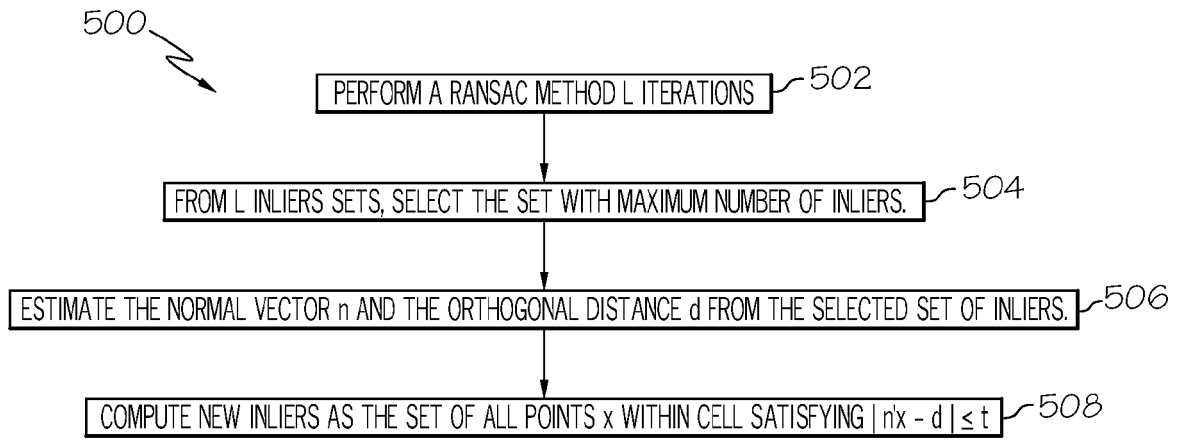 500
PERFORM A RANSAC METHOD L ITERATIONS
502
FROM L INLIERS SETS, SELECT THE SET WITH MAXIMUM NUMBER OF INLIERS.
504
ESTIMATE THE NORMAL VECTOR n AND THE ORTHOGONAL DISTANCE d FROM THE SELECTED SET OF INLIERS.
506
COMPUTE NEW INLIERS AS THE SET OF ALL POINTS x WITHIN CELL SATISFYING | n'x - d | ≤ t
508